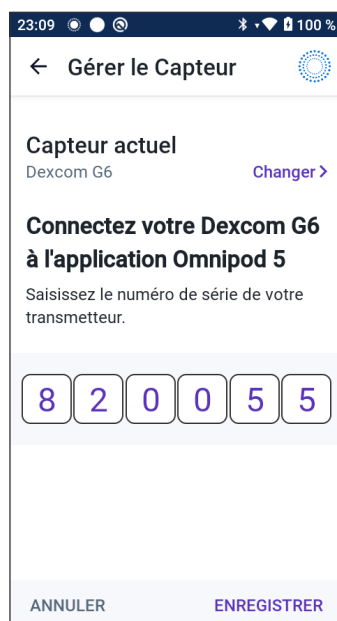 23:09 100 %
Gérer le Capteur
Capteur actuel
Dexcom G6 Changer >
Connectez votre Dexcom G6
à l'application Omnipod 5
Saisissez le numéro de série de votre
transmetteur.
8 2 0 0 5 5
ANNULER ENREGISTRER